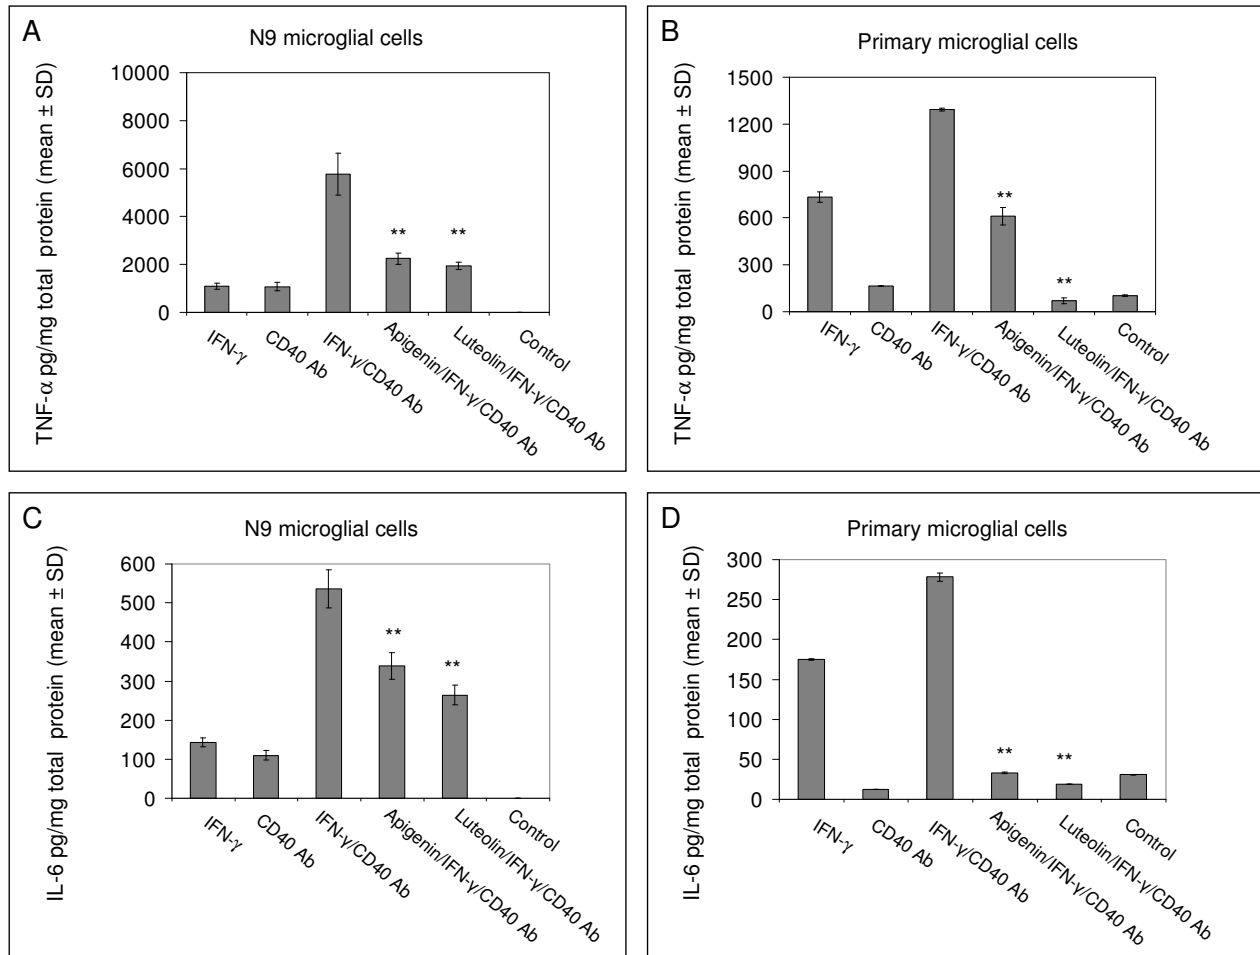 A
N9 microglial cells
TNF-α pg/mg total protein (mean ± SD)
10000
8000
6000
4000
2000
0
**
**
IFN-γ
CD40 Ab
IFN-γ/CD40 Ab
Apigenin/IFN-γ/CD40 Ab
Luteolin/IFN-γ/CD40 Ab
Control
B
Primary microglial cells
TNF-α pg/mg total protein (mean ± SD)
1500
1200
900
600
300
0
**
**
IFN-γ
CD40 Ab
IFN-γ/CD40 Ab
Apigenin/IFN-γ/CD40 Ab
Luteolin/IFN-γ/CD40 Ab
Control
C
N9 microglial cells
IL-6 pg/mg total protein (mean ± SD)
600
500
400
300
200
100
0
**
**
IFN-γ
CD40 Ab
IFN-γ/CD40 Ab
Apigenin/IFN-γ/CD40 Ab
Luteolin/IFN-γ/CD40 Ab
Control
D
Primary microglial cells
IL-6 pg/mg total protein (mean ± SD)
300
250
200
150
100
50
0
**
**
IFN-γ
CD40 Ab
IFN-γ/CD40 Ab
Apigenin/IFN-γ/CD40 Ab
Luteolin/IFN-γ/CD40 Ab
Control